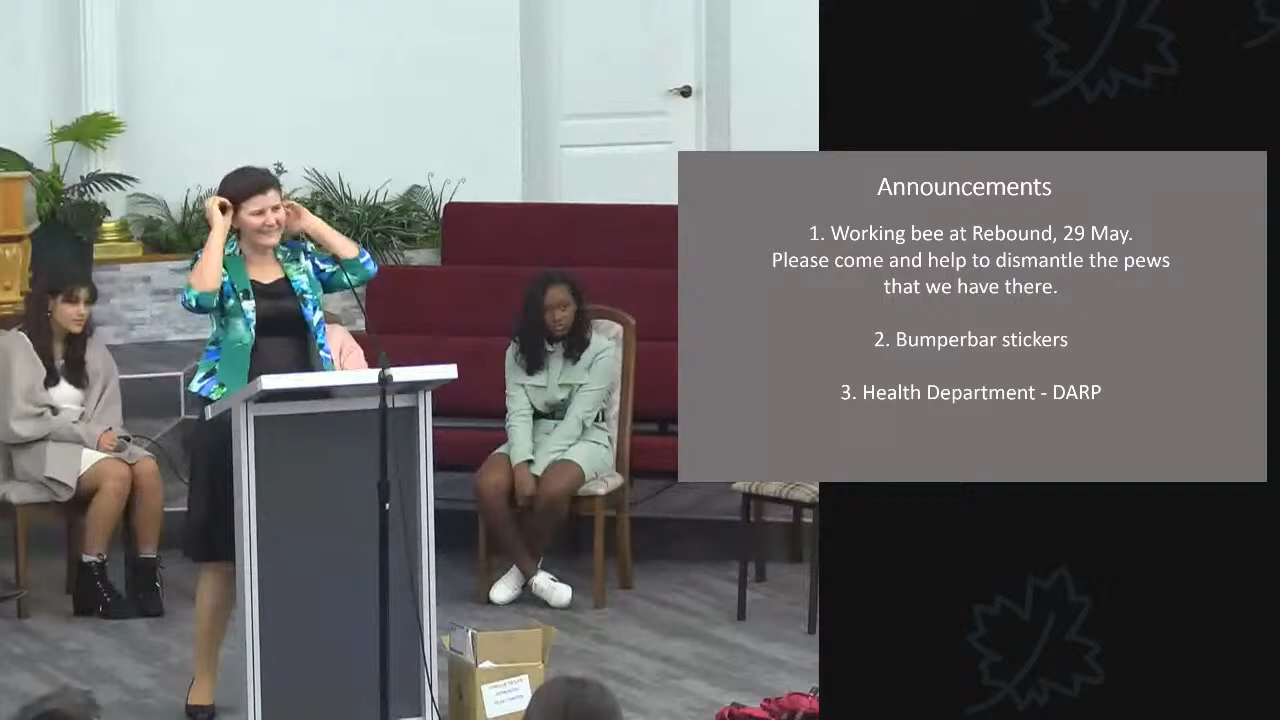 Announcements
1. Working bee at Rebound, 29 May.
Please come and help to dismantle the pews
that we have there.
2. Bumperbar stickers
3. Health Department - DARP